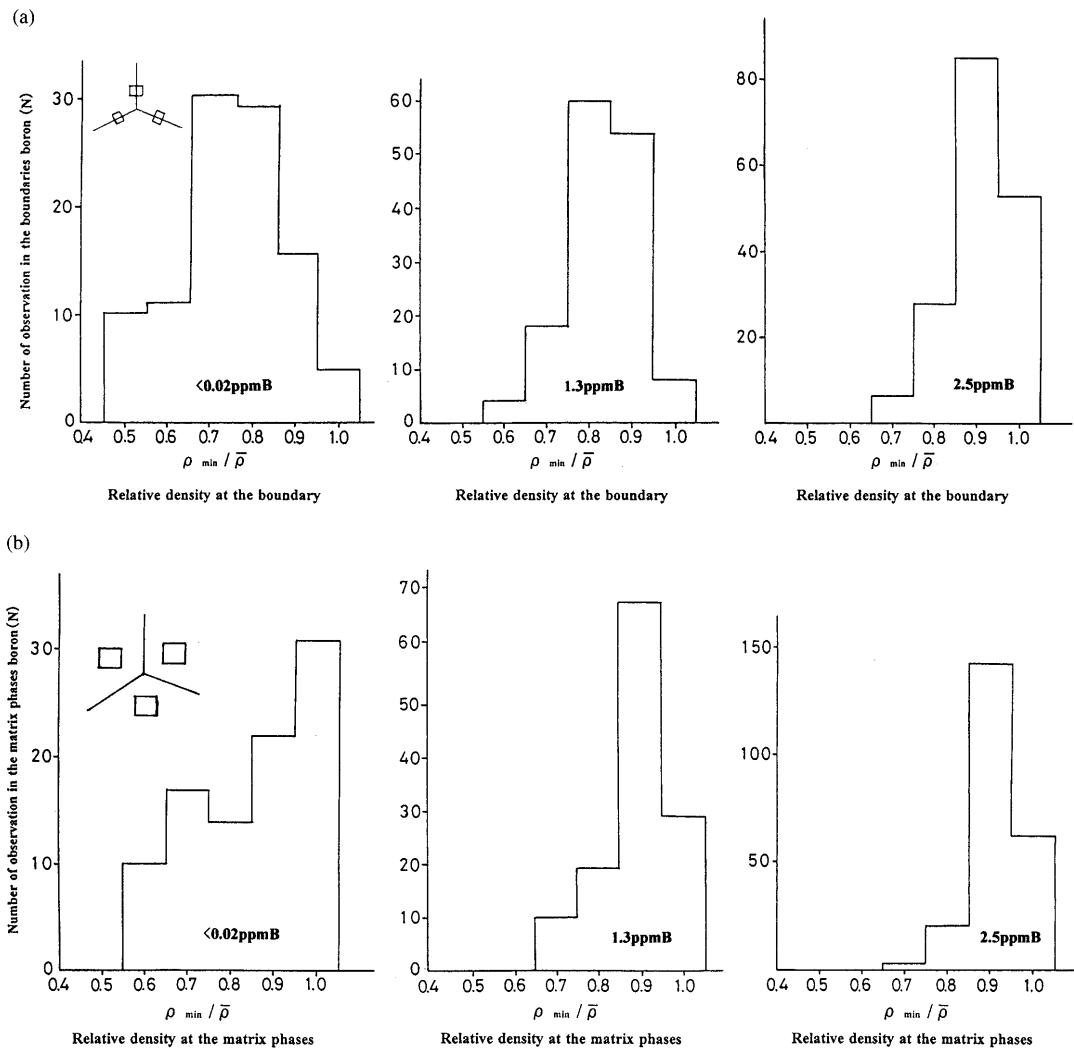 (a)
Number of observation in the boundaries boron (N)
30
20
10
0
<0.02ppmB
0.4 0.5 0.6 0.7 0.8 0.9 1.0
ρ min / ρ̅
Relative density at the boundary
60
50
40
30
20
10
0
1.3ppmB
0.4 0.5 0.6 0.7 0.8 0.9 1.0
ρ min / ρ̅
Relative density at the boundary
80
60
40
20
2.5ppmB
0.4 0.5 0.6 0.7 0.8 0.9 1.0
ρ min / ρ̅
Relative density at the boundary
(b)
Number of observation in the matrix phases boron(N)
30
20
10
0
<0.02ppmB
0.4 0.5 0.6 0.7 0.8 0.9 1.0
ρ min / ρ̅
Relative density at the matrix phases
70
60
70
50
30
20
10
0
1.3ppmB
0.4 0.5 0.6 0.7 0.8 0.9 1.0
ρ min / ρ̅
Relative density at the matrix phases
150
100
50
2.5ppmB
0.4 0.5 0.6 0.7 0.8 0.9 1.0
ρ min / ρ̅
Relative density at the matrix phases